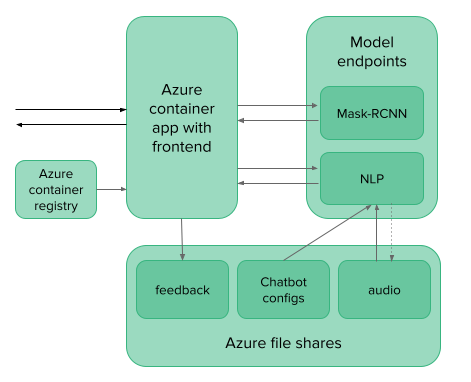 Azure
container
app with
frontend
Model
endpoints
Mask-RCNN
NLP
Azure
container
registry
feedback
Chatbot
configs
audio
Azure file shares